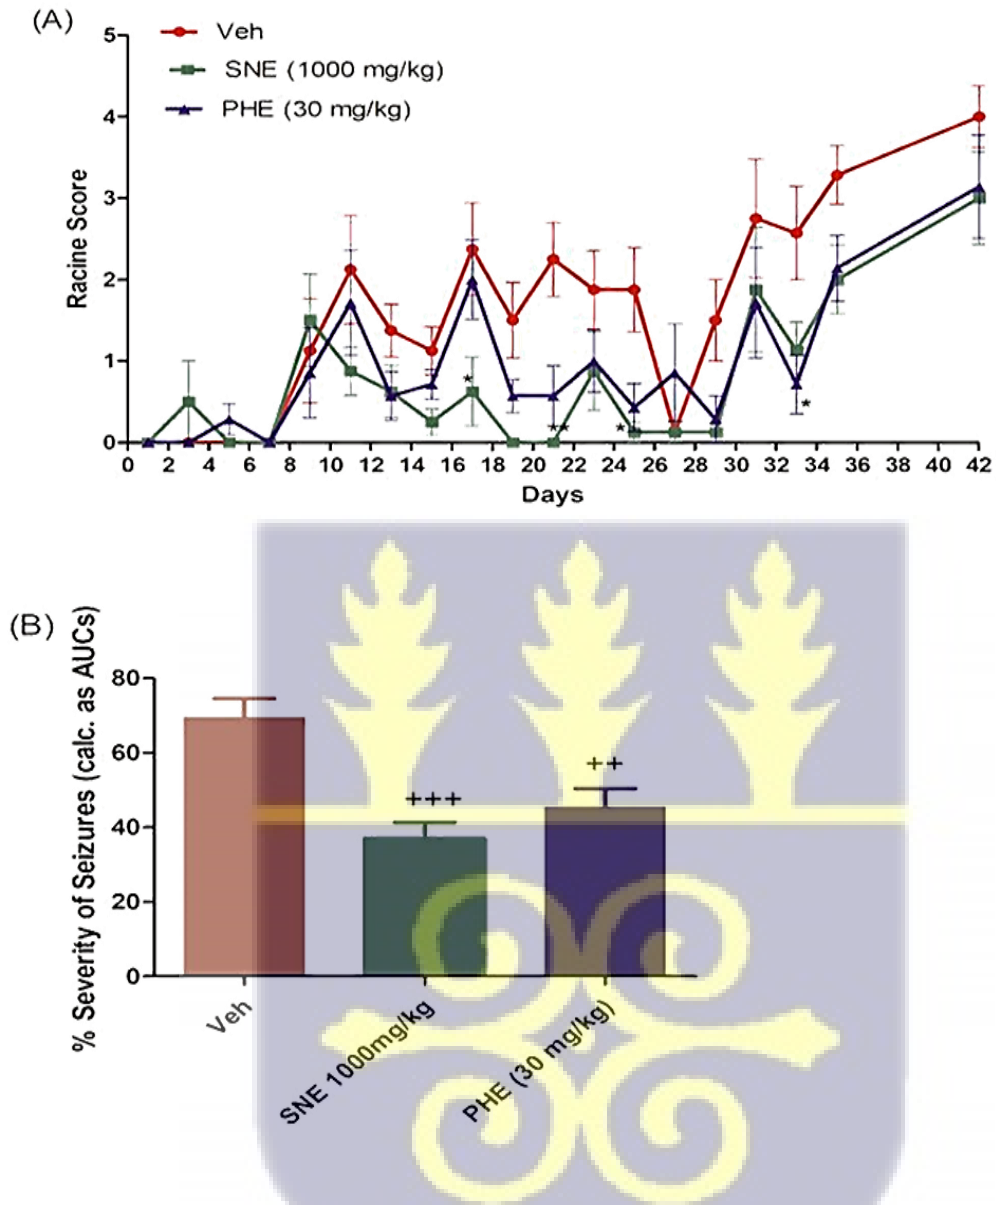 (A)
Veh
SNE (1000 mg/kg)
PHE (30 mg/kg)
Racine Score
5
4
3
2
1
0
*
**
*
*
0 2 4 6 8 10 12 14 16 18 20 22 24 26 28 30 32 34 36 38 40 42
Days
(B)
% Severity of Seizures (calc. as AUCs)
80
60
40
20
0
+++
++
Veh
SNE 1000mg/kg
PHE (30 mg/kg)